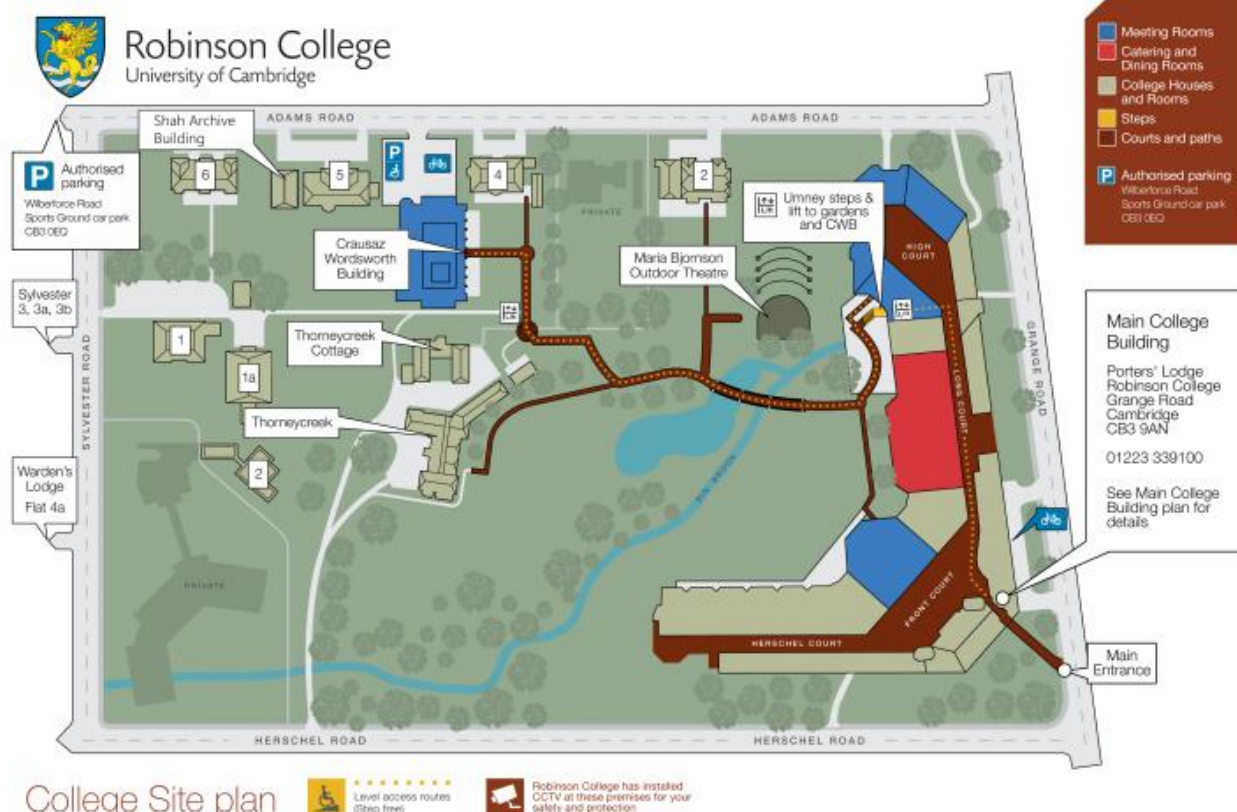 Robinson College
University of Cambridge
Meeting Rooms
Catering and
Dining Rooms
College Houses
and Rooms
Steps
Courts and paths
P Authorised parking
Wilberforce Road
Sports Ground car park
CB3 0EQ
ADAMS ROAD
ADAMS ROAD
Shah Archive
Building
P Authorised
parking
Wilberforce Road
Sports Ground car park
CB3 0EQ
6
5
P
4
2
PRIVATE
Umney steps &
lift to gardens
and CWB
LIFT
HIGH
COURT
Crausaz
Wordsworth
Building
Maria Bjornson
Outdoor Theatre
Sylvester
3, 3a, 3b
LIFT
LIFT
Main College
Building
Porters' Lodge
Robinson College
Grange Road
Cambridge
CB3 9AN
01223 339100
See Main College
Building plan for
details
1
1a
Thorneycreek
Cottage
Thorneycreek
SYLVESTER ROAD
GRANGE ROAD
LONG COURT
2
Warden's
Lodge
Flat 4a
BIN BROOK
PRIVATE
FRONT COURT
HERSCHEL COURT
Main
Entrance
HERSCHEL ROAD
HERSCHEL ROAD
College Site plan
Level access routes
(Step free)
Robinson College has installed
CCTV at these premises for your
safety and protection